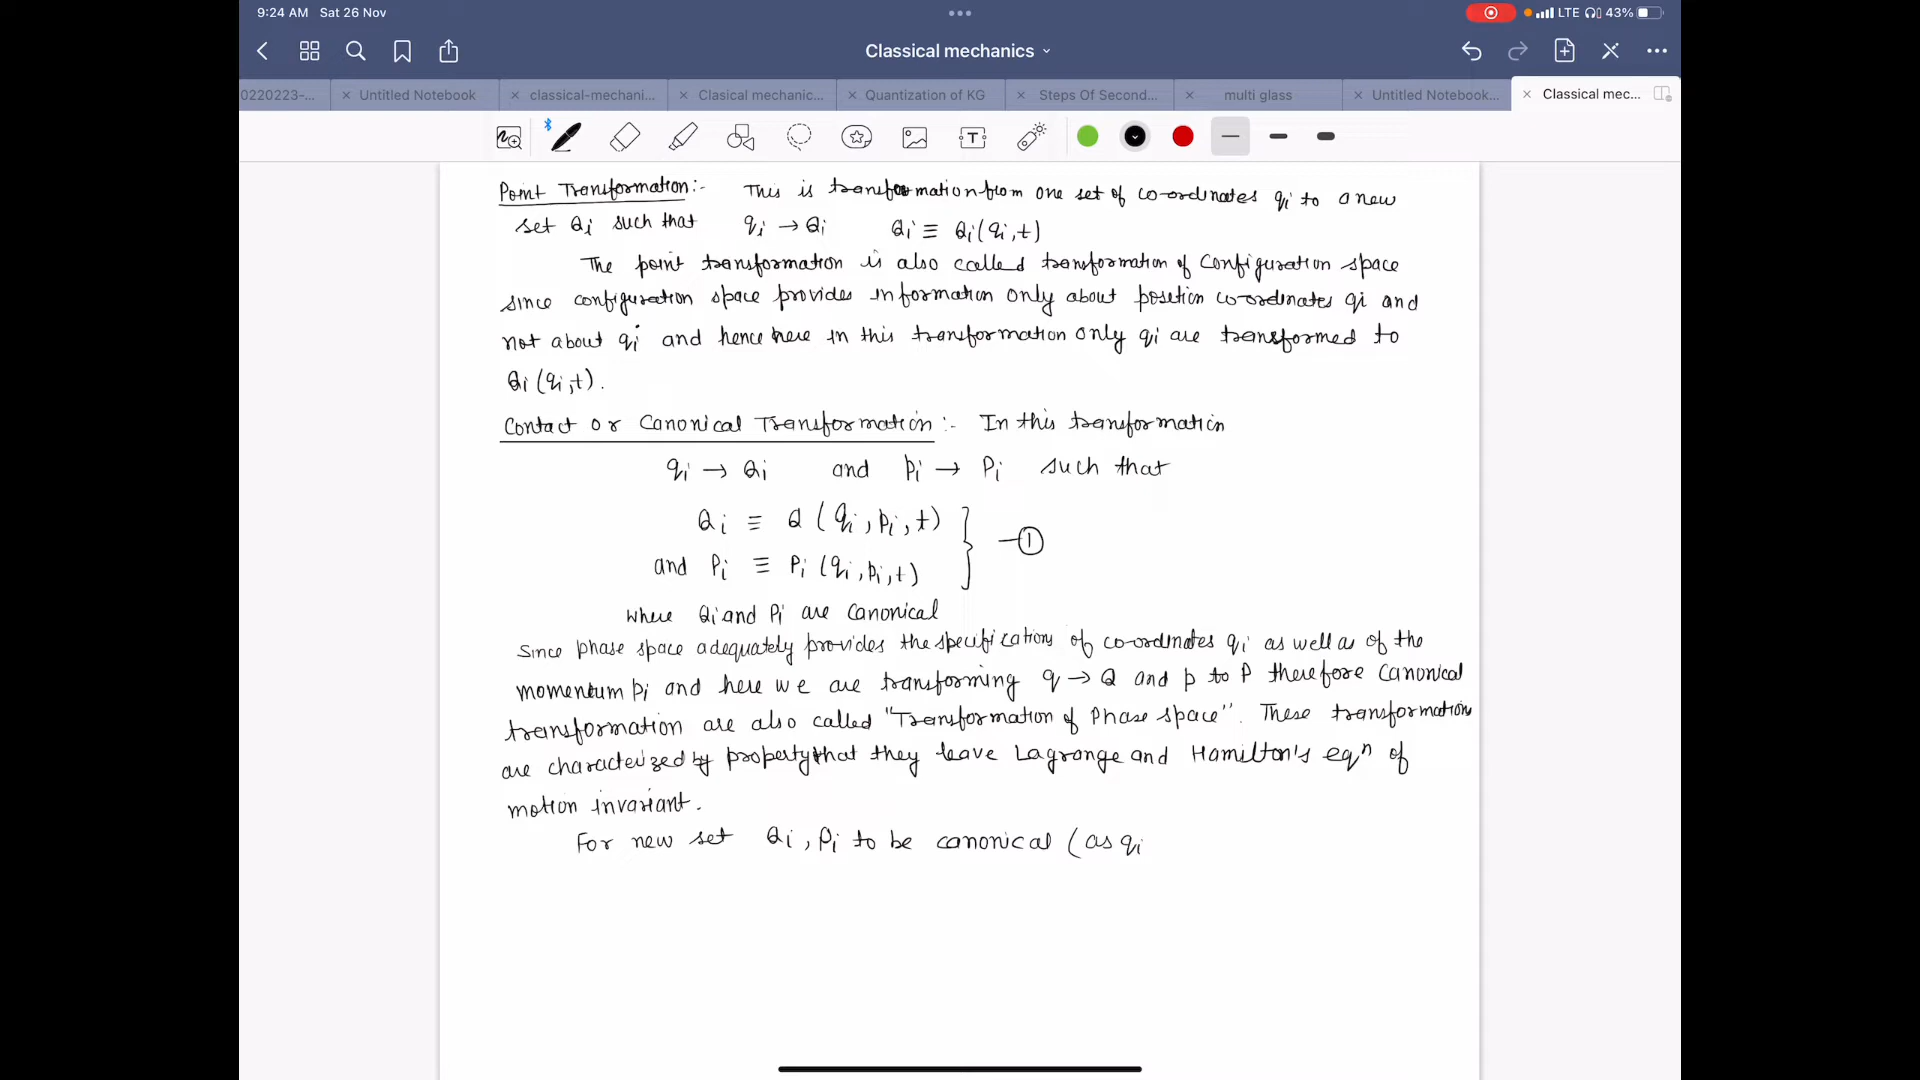 9:24 AM Sat 26 Nov
LTE 43%
Classical mechanics
0220223-...
Untitled Notebook
classical-mechani...
Clasical mechanic...
Quantization of KG
Steps Of Second...
multi glass
Untitled Notebook...
Classical mec...
Point Transformation:- This is transformation from one set of co-ordinates qi to a new
set Qi such that qi → Qi Qi ≡ Qi(qi,t)
The point transformation is also called transformation of Configuration space
since configuration space provides information only about position co-ordinates qi and
not about q̇i and hence here in this transformation only qi are transformed to
Qi (qi,t).
Contact or Canonical Transformation:- In this transformation
qi → Qi and pi → Pi such that
Qi ≡ Q (qi, pi, t)
and Pi ≡ Pi (qi, pi, t) } —①
where Qi and Pi are canonical
Since phase space adequately provides the specifications of co-ordinates qi as well as of the
momentum pi and here we are transforming q → Q and p to P therefore canonical
transformation are also called "Transformation of Phase space". These transformations
are characterized by property that they leave Lagrange and Hamilton's eqⁿ of
motion invariant.
For new set Qi, Pi to be canonical (as qi